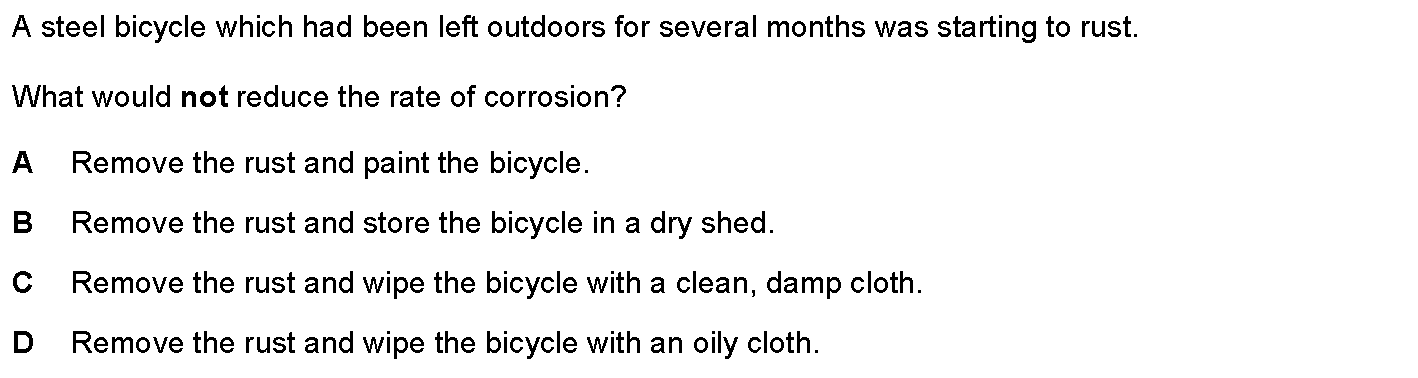 A steel bicycle which had been left outdoors for several months was starting to rust.
What would not reduce the rate of corrosion?
A Remove the rust and paint the bicycle.
B Remove the rust and store the bicycle in a dry shed.
C Remove the rust and wipe the bicycle with a clean, damp cloth.
D Remove the rust and wipe the bicycle with an oily cloth.